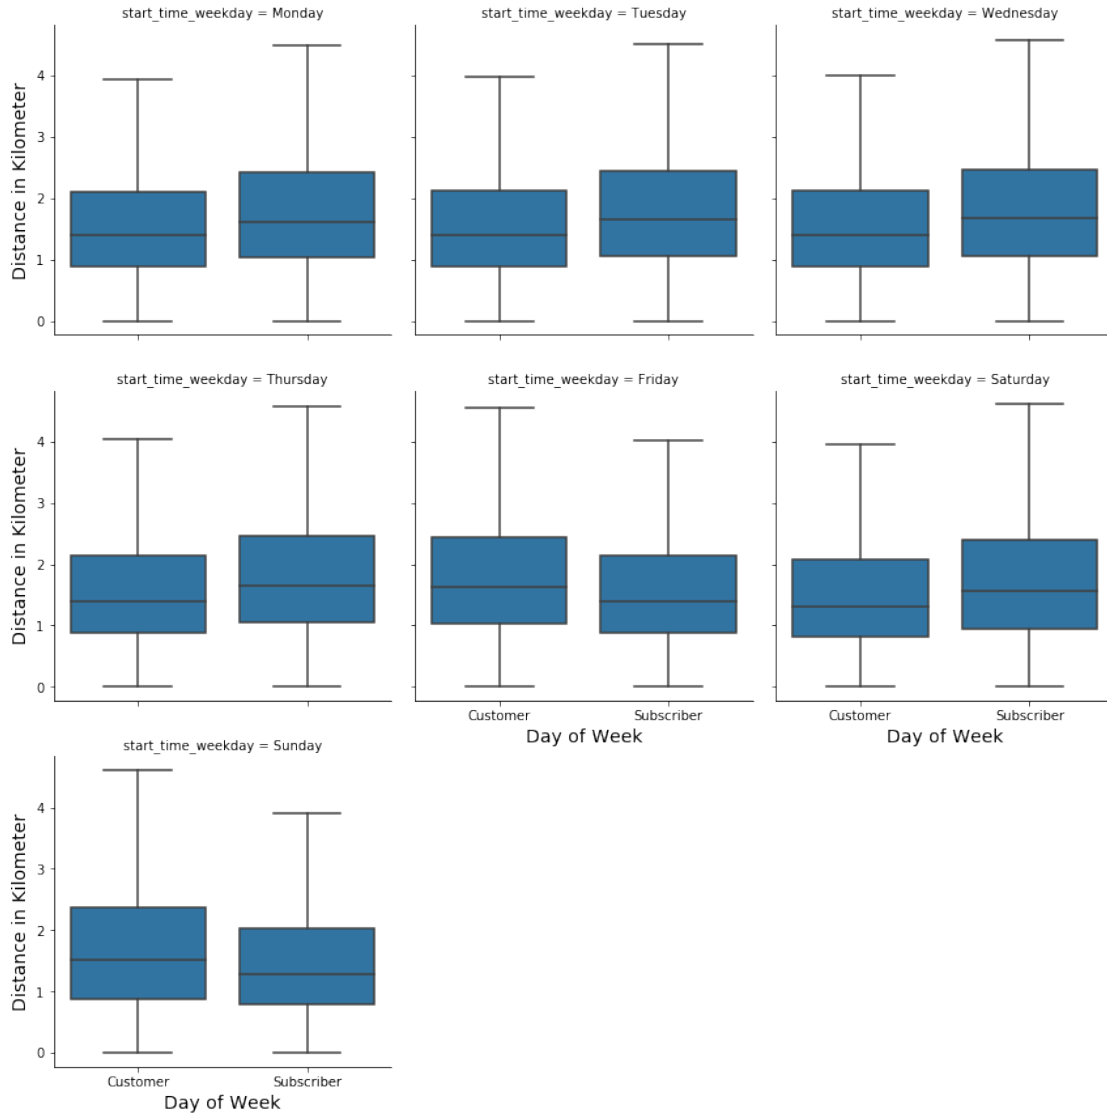 start_time_weekday = Monday
start_time_weekday = Tuesday
start_time_weekday = Wednesday
Distance in Kilometer
4
3
2
1
0
start_time_weekday = Thursday
start_time_weekday = Friday
start_time_weekday = Saturday
Distance in Kilometer
4
3
2
1
0
Customer
Subscriber
Customer
Subscriber
Day of Week
Day of Week
start_time_weekday = Sunday
Distance in Kilometer
4
3
2
1
0
Customer
Subscriber
Day of Week